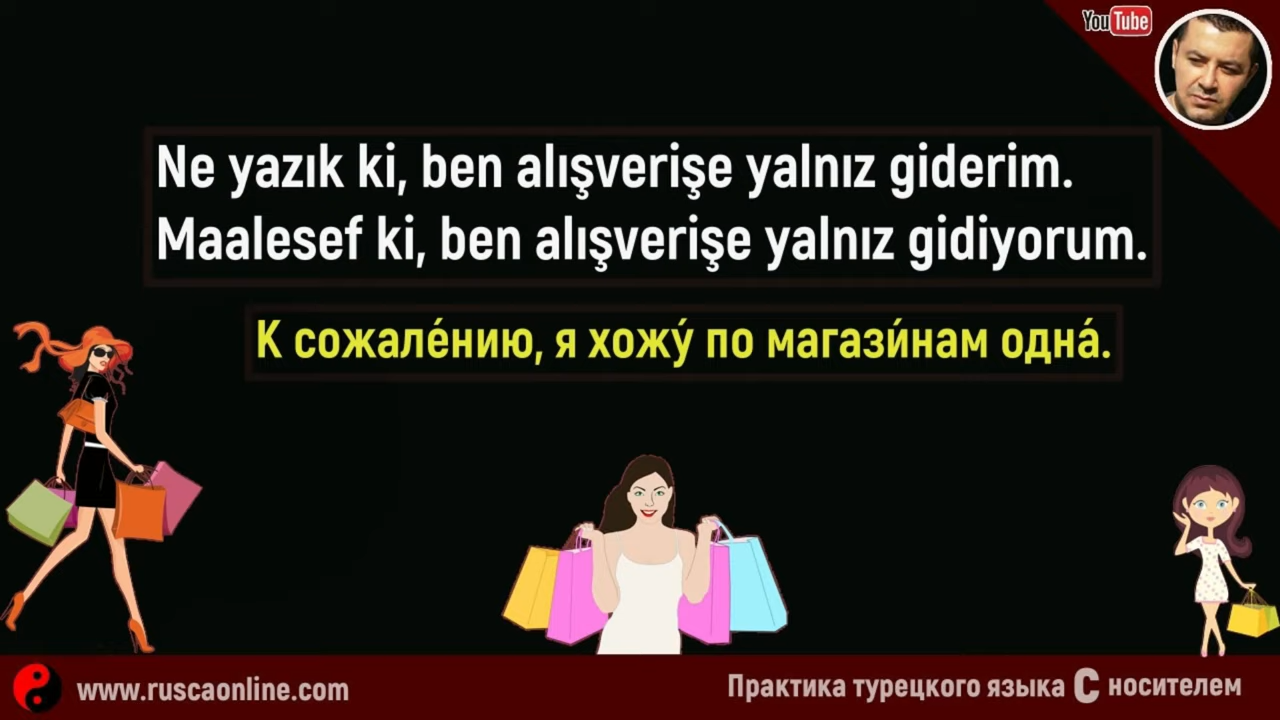 YouTube
Ne yazık ki, ben alışverişe yalnız giderim.
Maalesef ki, ben alışverişe yalnız gidiyorum.
К сожале́нию, я хожу́ по магази́нам одна́.
www.ruscaonline.com
Практика турецкого языка С носителем